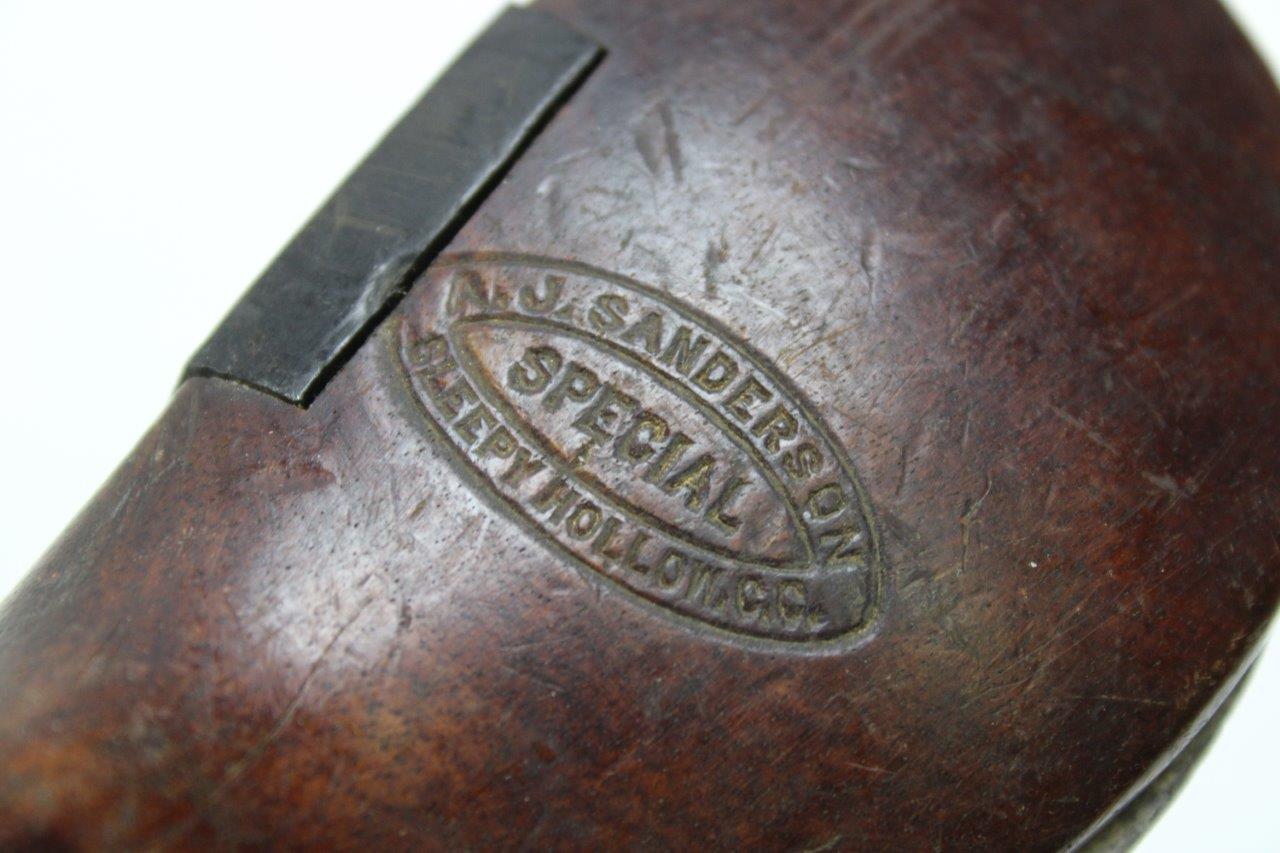 A. J. SANDERSON
SPECIAL
SLEEPY HOLLOW, C.C.